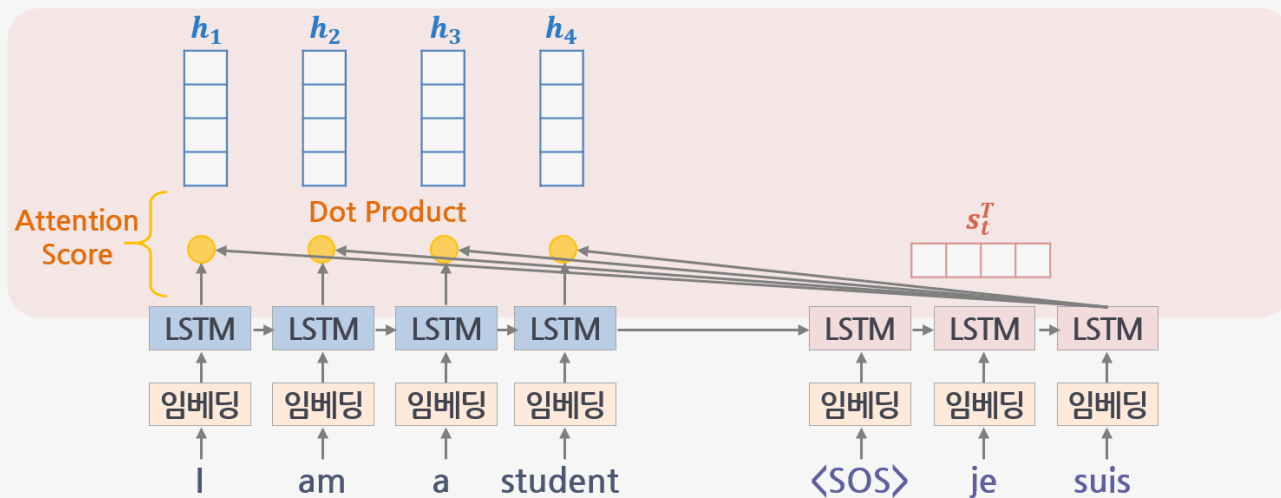 h₁ h₂ h₃ h₄
Dot Product
Attention
Score
sₜᵀ
LSTM LSTM LSTM LSTM LSTM LSTM LSTM
임베딩 임베딩 임베딩 임베딩 임베딩 임베딩 임베딩
I am a student <SOS> je suis